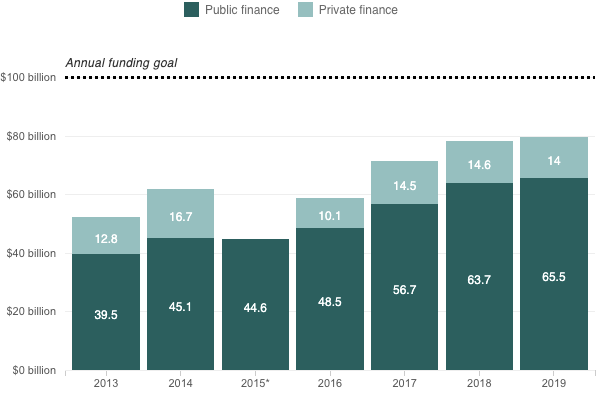 Public finance Private finance
Annual funding goal
$100 billion
$80 billion
$60 billion
$40 billion
$20 billion
$0 billion
12.8 16.7 10.1 14.5 14.6 14
39.5 45.1 44.6 48.5 56.7 63.7 65.5
2013 2014 2015* 2016 2017 2018 2019